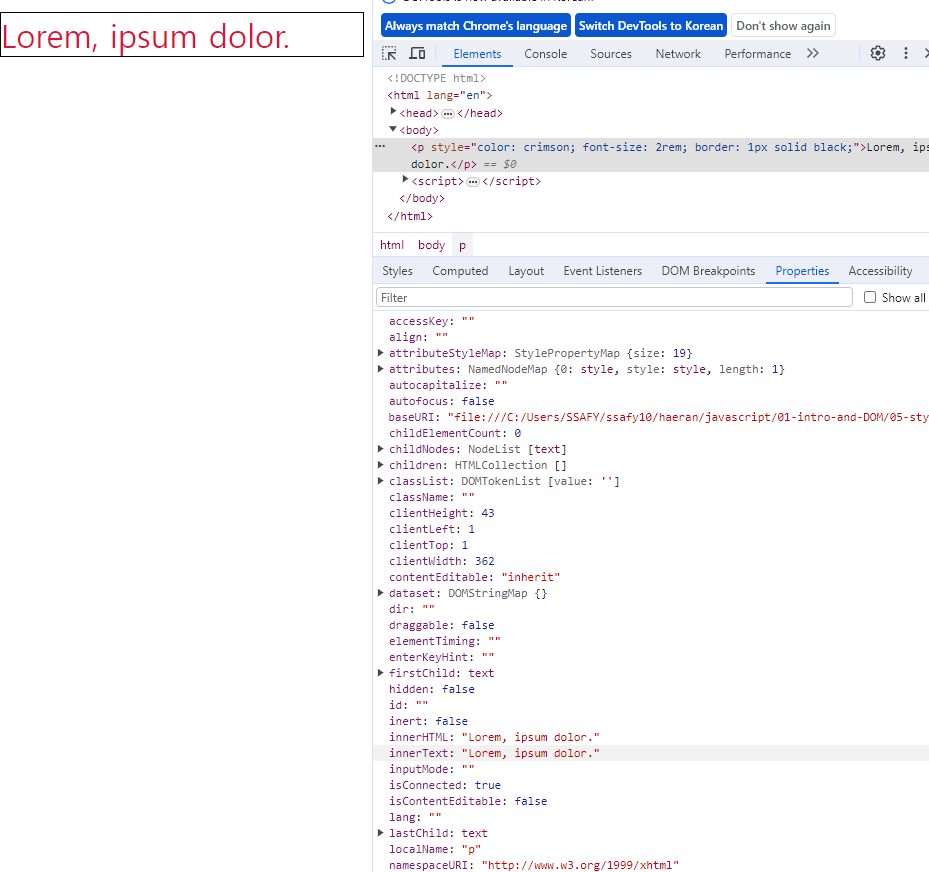 Lorem, ipsum dolor.
DevTools is now available in Korean!
Always match Chrome's language Switch DevTools to Korean Don't show again
Elements Console Sources Network Performance
<!DOCTYPE html>
<html lang="en">
<head> ⋯ </head>
<body>
⋯ <p style="color: crimson; font-size: 2rem; border: 1px solid black;">Lorem, ips
dolor.</p> == $0
<script> ⋯ </script>
</body>
</html>
html body p
Styles Computed Layout Event Listeners DOM Breakpoints Properties Accessibility
Filter Show all
accessKey: ""
align: ""
attributeStyleMap: StylePropertyMap {size: 19}
attributes: NamedNodeMap {0: style, style: style, length: 1}
autocapitalize: ""
autofocus: false
baseURI: "file:///C:/Users/SSAFY/ssafy10/haeran/javascript/01-intro-and-DOM/05-sty
childElementCount: 0
childNodes: NodeList [text]
children: HTMLCollection []
classList: DOMTokenList [value: '']
className: ""
clientHeight: 43
clientLeft: 1
clientTop: 1
clientWidth: 362
contentEditable: "inherit"
dataset: DOMStringMap {}
dir: ""
draggable: false
elementTiming: ""
enterKeyHint: ""
firstChild: text
hidden: false
id: ""
inert: false
innerHTML: "Lorem, ipsum dolor."
innerText: "Lorem, ipsum dolor."
inputMode: ""
isConnected: true
isContentEditable: false
lang: ""
lastChild: text
localName: "p"
namespaceURI: "http://www.w3.org/1999/xhtml"